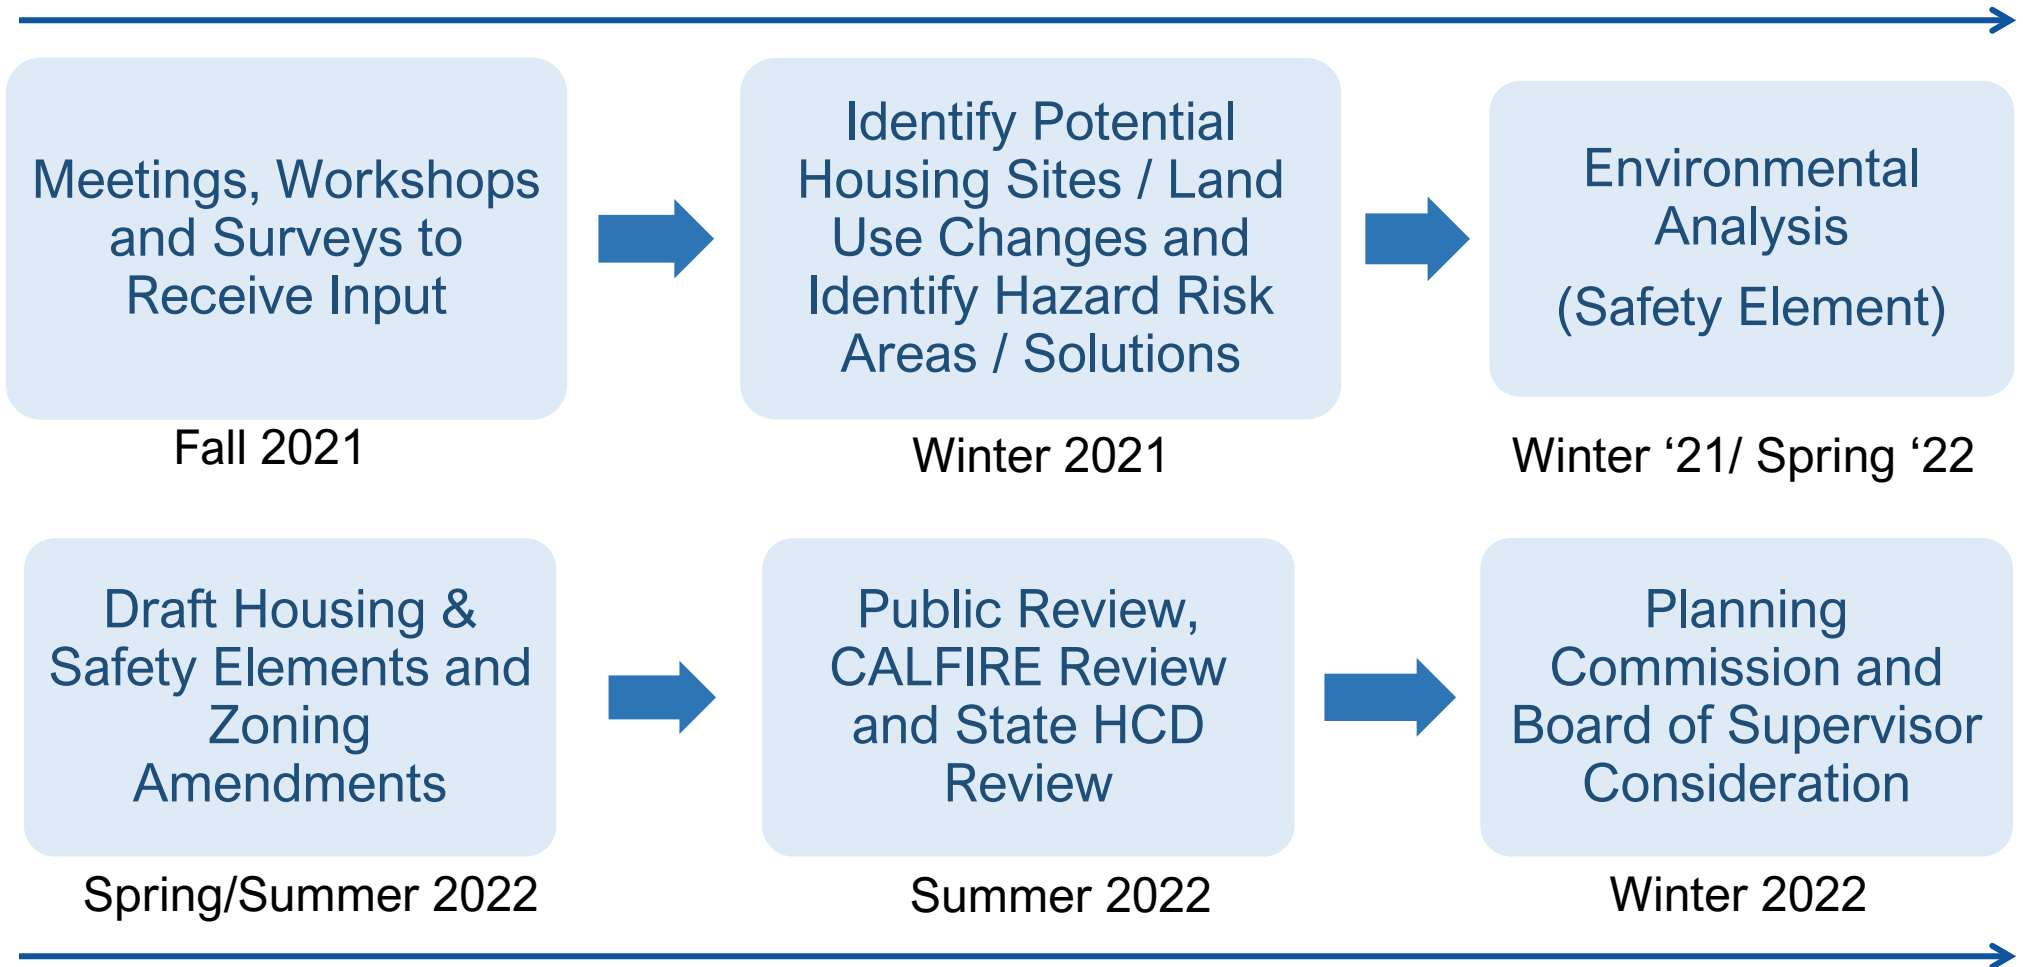 Meetings, Workshops
and Surveys to
Receive Input
Fall 2021
Identify Potential
Housing Sites / Land
Use Changes and
Identify Hazard Risk
Areas / Solutions
Winter 2021
Environmental
Analysis
(Safety Element)
Winter ‘21/ Spring ‘22
Draft Housing &
Safety Elements and
Zoning
Amendments
Spring/Summer 2022
Public Review,
CALFIRE Review
and State HCD
Review
Summer 2022
Planning
Commission and
Board of Supervisor
Consideration
Winter 2022